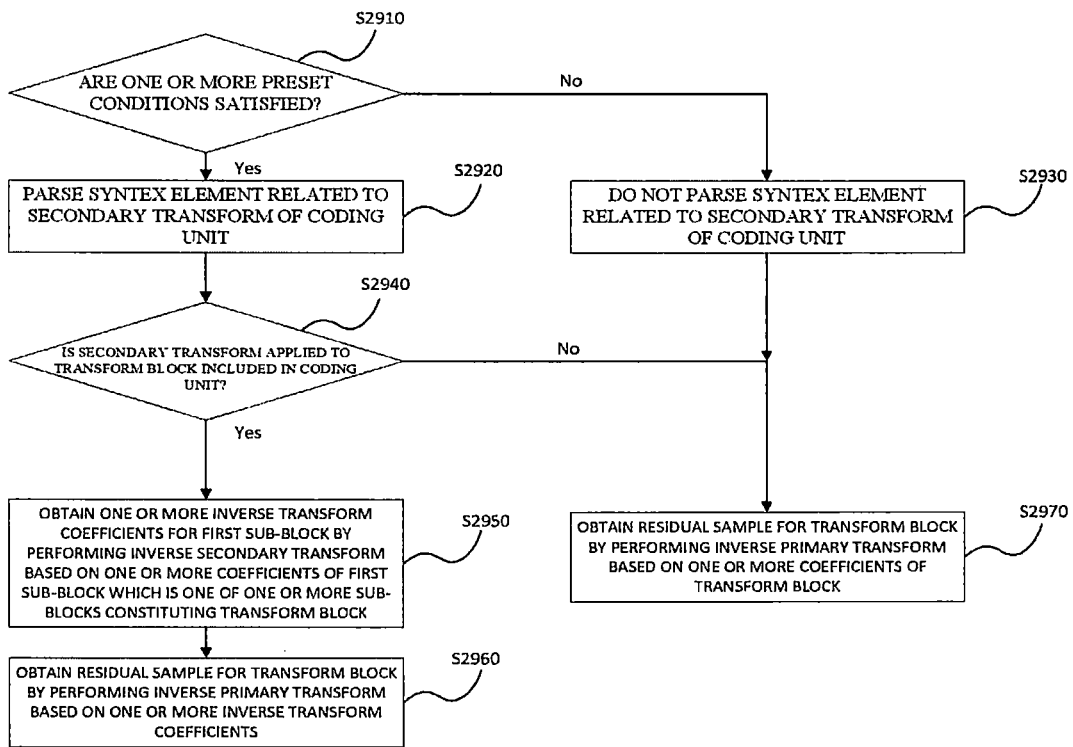 S2910
ARE ONE OR MORE PRESET
CONDITIONS SATISFIED?
No
Yes
S2920
PARSE SYNTEX ELEMENT RELATED TO
SECONDARY TRANSFORM OF CODING
UNIT
S2930
DO NOT PARSE SYNTEX ELEMENT
RELATED TO SECONDARY TRANSFORM
OF CODING UNIT
S2940
IS SECONDARY TRANSFORM APPLIED TO
TRANSFORM BLOCK INCLUDED IN CODING
UNIT?
No
Yes
S2950
OBTAIN ONE OR MORE INVERSE TRANSFORM
COEFFICIENTS FOR FIRST SUB-BLOCK BY
PERFORMING INVERSE SECONDARY TRANSFORM
BASED ON ONE OR MORE COEFFICIENTS OF FIRST
SUB-BLOCK WHICH IS ONE OF ONE OR MORE SUB-
BLOCKS CONSTITUTING TRANSFORM BLOCK
S2970
OBTAIN RESIDUAL SAMPLE FOR TRANSFORM BLOCK
BY PERFORMING INVERSE PRIMARY TRANSFORM
BASED ON ONE OR MORE COEFFICIENTS OF
TRANSFORM BLOCK
S2960
OBTAIN RESIDUAL SAMPLE FOR TRANSFORM BLOCK
BY PERFORMING INVERSE PRIMARY TRANSFORM
BASED ON ONE OR MORE INVERSE TRANSFORM
COEFFICIENTS